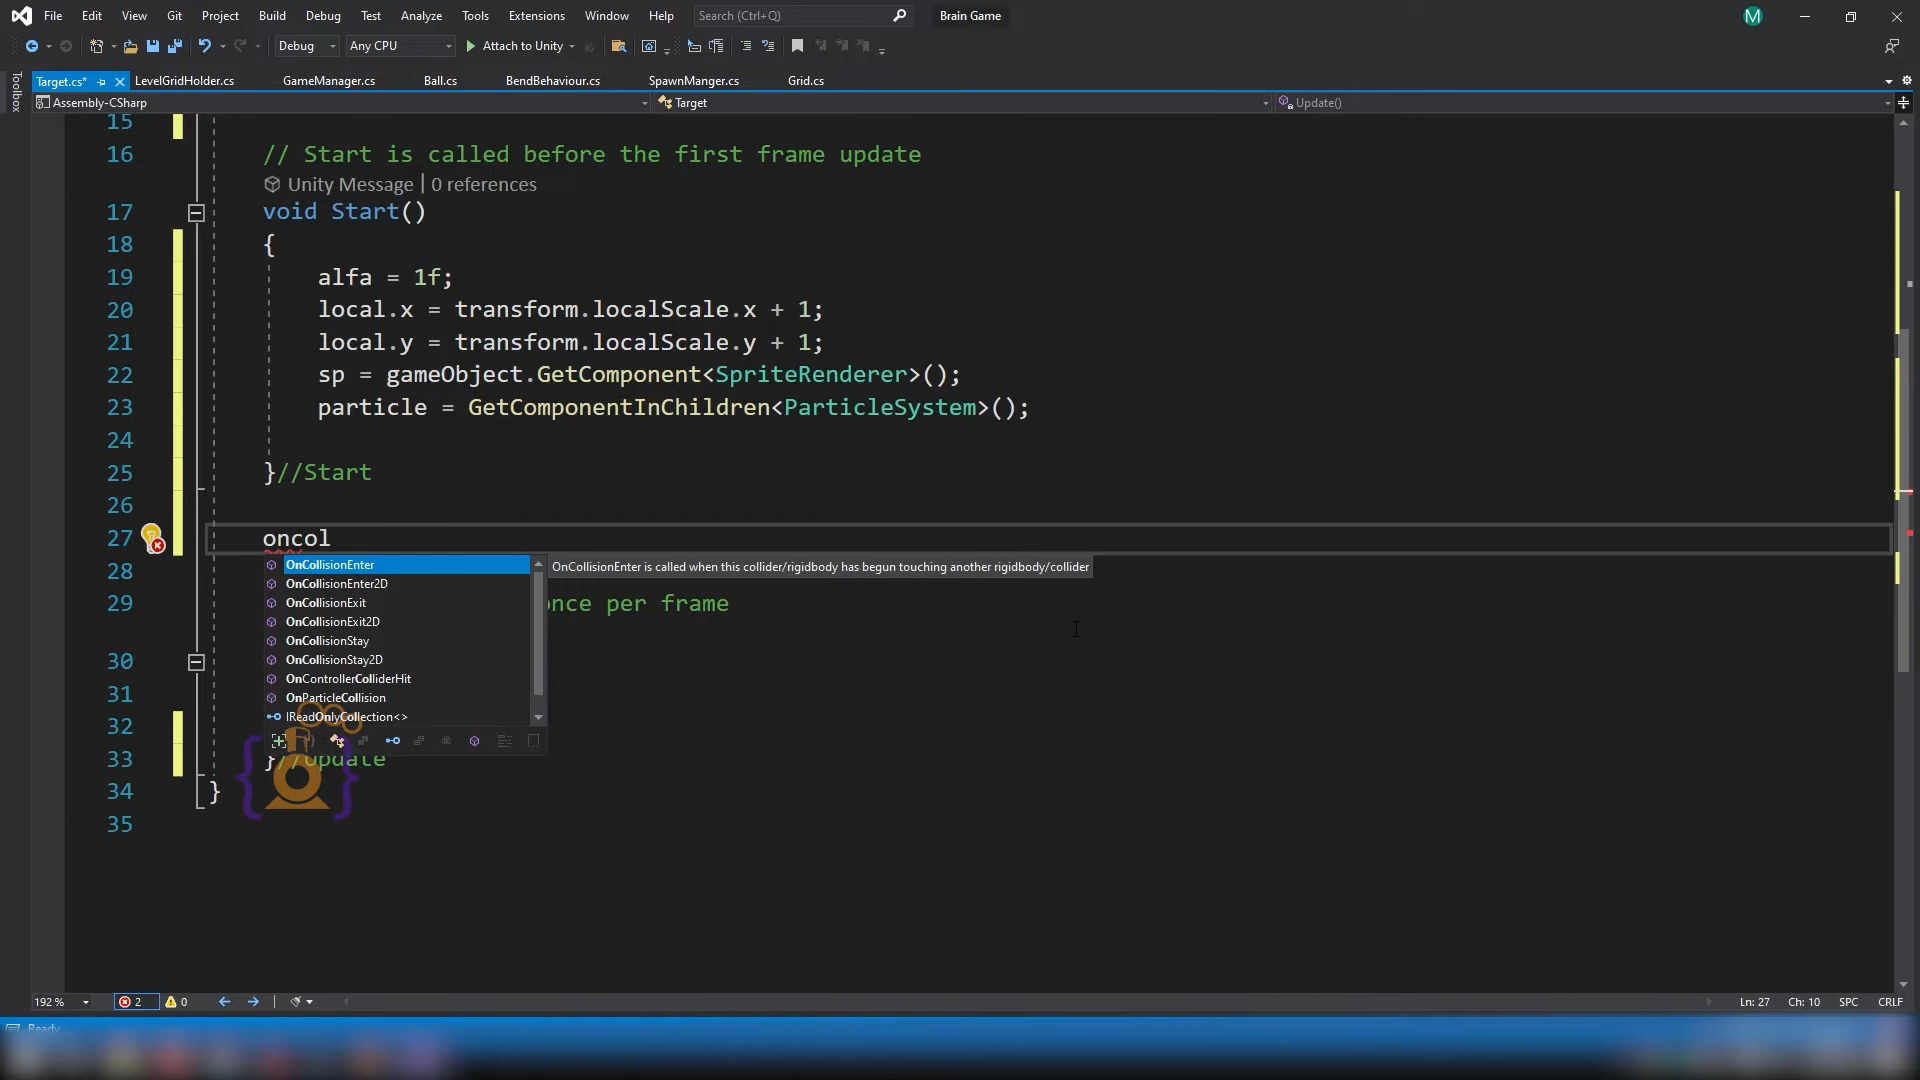 File Edit View Git Project Build Debug Test Analyze Tools Extensions Window Help Search (Ctrl+Q) Brain Game M
Debug Any CPU Attach to Unity
Toolbox
Target.cs* LevelGridHolder.cs GameManager.cs Ball.cs BendBehaviour.cs SpawnManger.cs Grid.cs
Assembly-CSharp Target Update()
15
16 // Start is called before the first frame update
Unity Message | 0 references
17 void Start()
18 {
19 alfa = 1f;
20 local.x = transform.localScale.x + 1;
21 local.y = transform.localScale.y + 1;
22 sp = gameObject.GetComponent<SpriteRenderer>();
23 particle = GetComponentInChildren<ParticleSystem>();
24
25 }//Start
26
27 oncol
OnCollisionEnter OnCollisionEnter is called when this collider/rigidbody has begun touching another rigidbody/collider
28 OnCollisionEnter2D
29 OnCollisionExit once per frame
OnCollisionExit2D
OnCollisionStay
30 OnCollisionStay2D
OnControllerColliderHit
31 OnParticleCollision
32 IReadOnlyCollection<>
33 }//Update
34 }
35
192 % 2 0 Ln: 27 Ch: 10 SPC CRLF
Ready